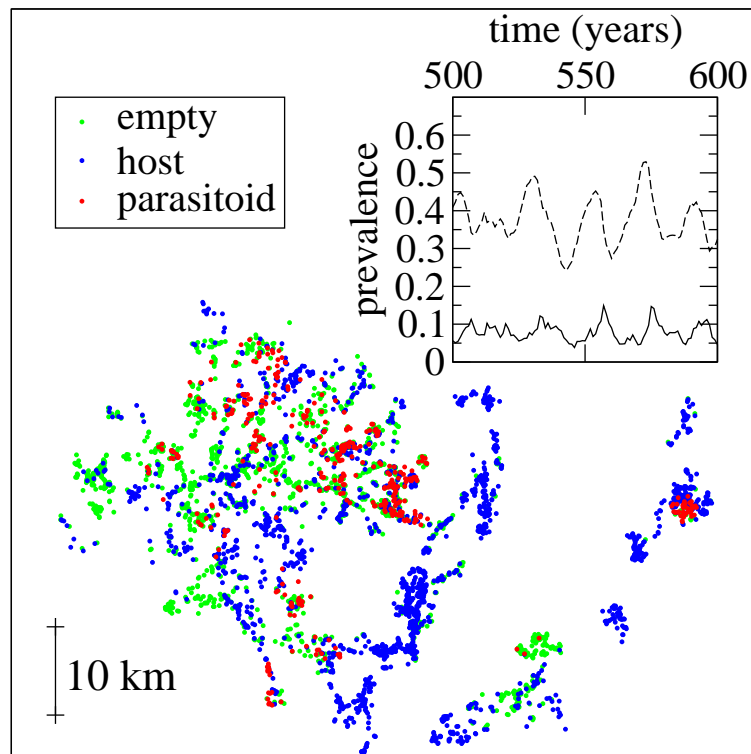 time (years)
500 550 600
empty
host
parasitoid
prevalence
0.6
0.5
0.4
0.3
0.2
0.1
0
10 km